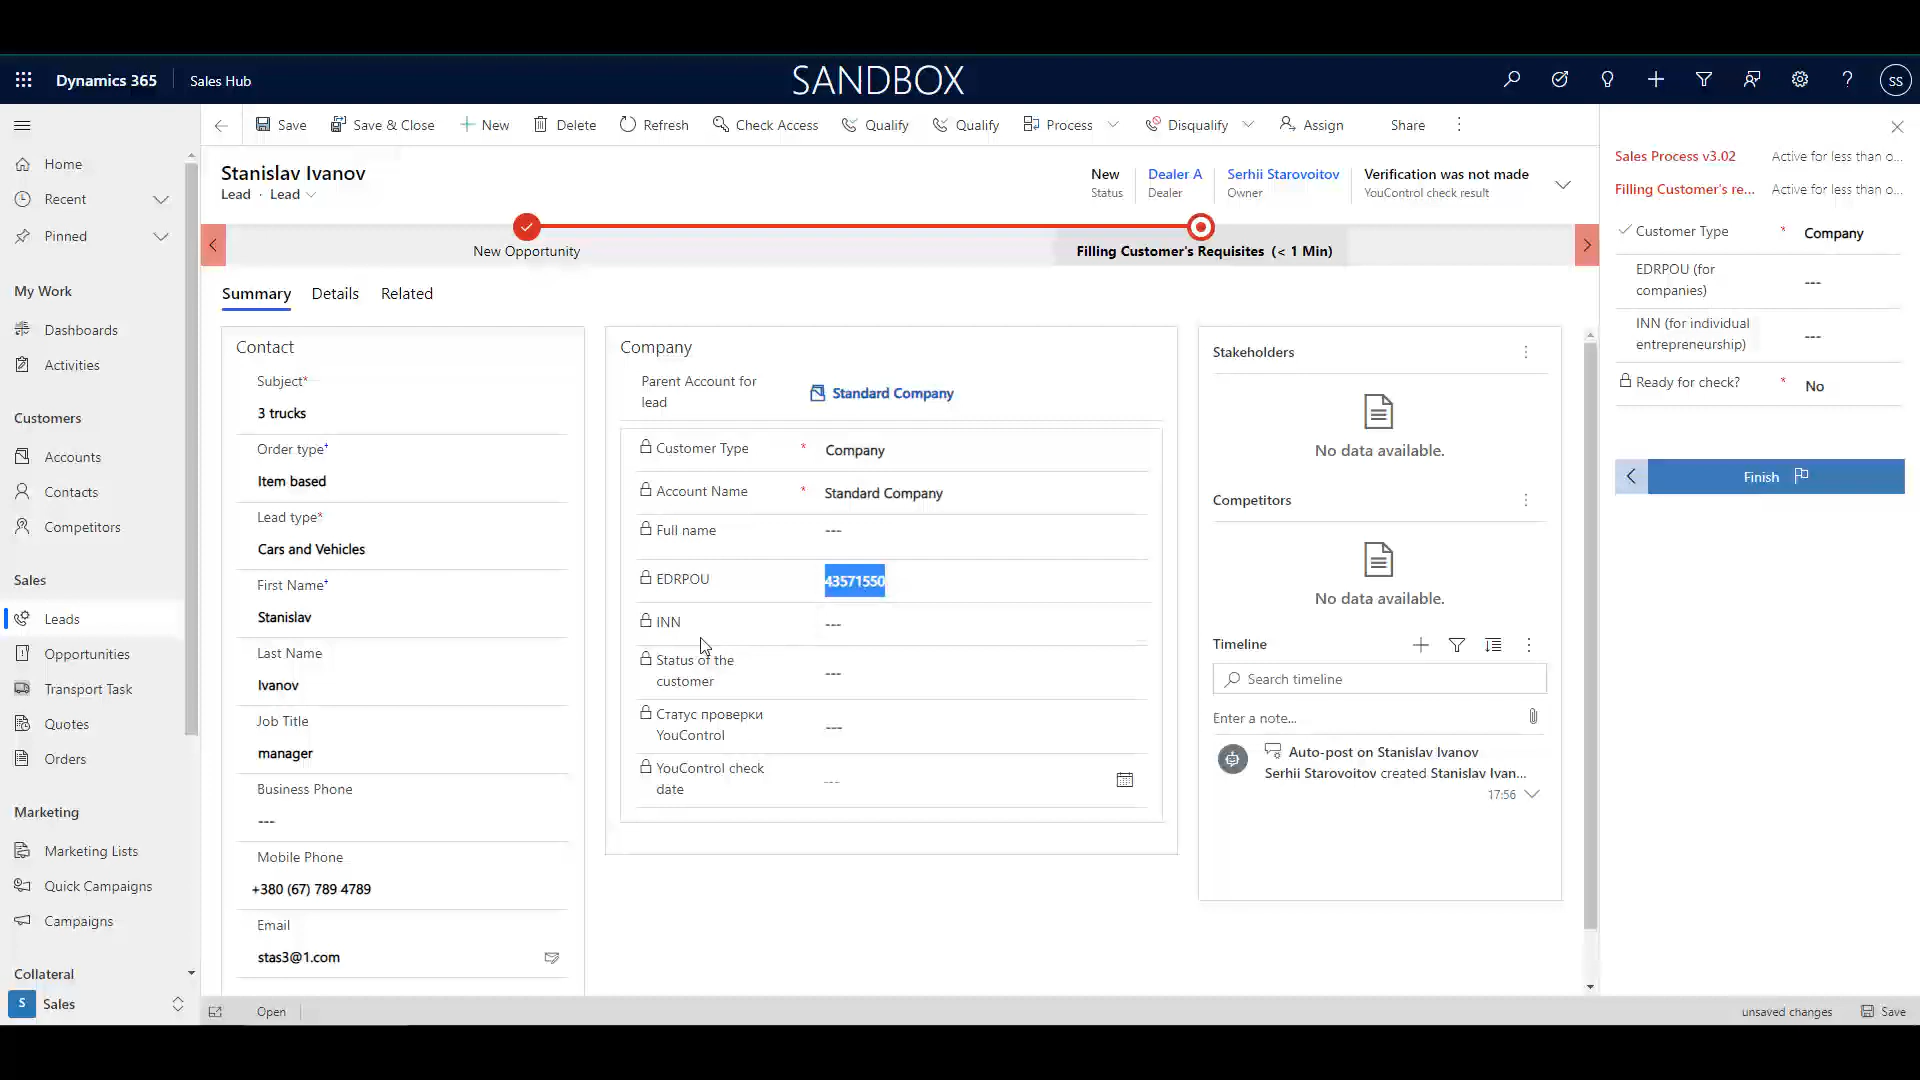 Dynamics 365
Sales Hub
SANDBOX
SS
Save
Save & Close
New
Delete
Refresh
Check Access
Qualify
Qualify
Process
Disqualify
Assign
Share
Home
Recent
Pinned
My Work
Dashboards
Activities
Customers
Accounts
Contacts
Competitors
Sales
Leads
Opportunities
Transport Task
Quotes
Orders
Marketing
Marketing Lists
Quick Campaigns
Campaigns
Collateral
S
Sales
Stanislav Ivanov
Lead · Lead
New
Status
Dealer A
Dealer
Serhii Starovoitov
Owner
Verification was not made
YouControl check result
New Opportunity
Filling Customer's Requisites (< 1 Min)
Summary
Details
Related
Contact
Subject*
3 trucks
Order type+
Item based
Lead type*
Cars and Vehicles
First Name+
Stanislav
Last Name
Ivanov
Job Title
manager
Business Phone
---
Mobile Phone
+380 (67) 789 4789
Email
stas3@1.com
Company
Parent Account for
lead
Standard Company
Customer Type * Company
Account Name * Standard Company
Full name ---
EDRPOU 43571550
INN ---
Status of the
customer
---
Статус проверки
YouControl
---
YouControl check
date
---
Stakeholders
No data available.
Competitors
No data available.
Timeline
Search timeline
Enter a note...
Auto-post on Stanislav Ivanov
Serhii Starovoitov created Stanislav Ivan...
17:56
Sales Process v3.02 Active for less than o...
Filling Customer's re... Active for less than o...
Customer Type * Company
EDRPOU (for
companies)
---
INN (for individual
entrepreneurship)
---
Ready for check? * No
Finish
Open
unsaved changes
Save